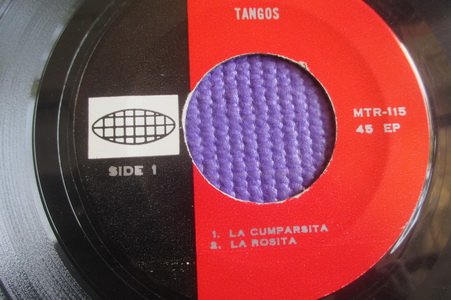 TANGOS
MTR-115
45 EP
SIDE 1
1. LA CUMPARSITA
2. LA ROSITA